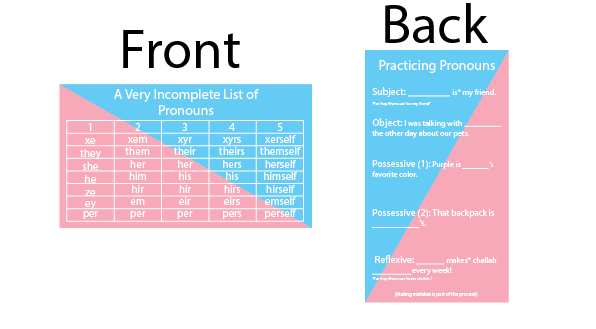 Front
A Very Incomplete List of
Pronouns
1 2 3 4 5
xe xem xyr xyrs xerself
they them their theirs themself
she her her hers herself
he him his his himself
ze hir hir hirs hirself
ey em eir eirs emself
per per per pers perself
Back
Practicing Pronouns
Subject: __________ is* my friend.
*For they/them, use "are my friend"
Object: I was talking with _________
the other day about our pets.
Possessive (1): Purple is ______'s
favorite color.
Possessive (2): That backpack is
___________'s.
Reflexive: ______ makes* challah
_________ every week!
*For they/them, use
(Making mistakes is part of the process!)